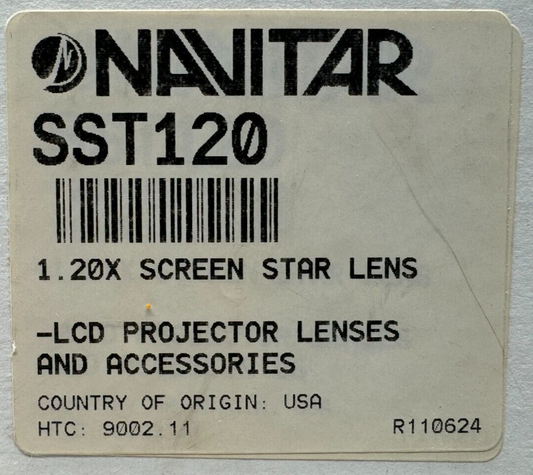 NAVITAR
SST120
1.20X SCREEN STAR LENS
-LCD PROJECTOR LENSES
AND ACCESSORIES
COUNTRY OF ORIGIN: USA
HTC: 9002.11 R110624